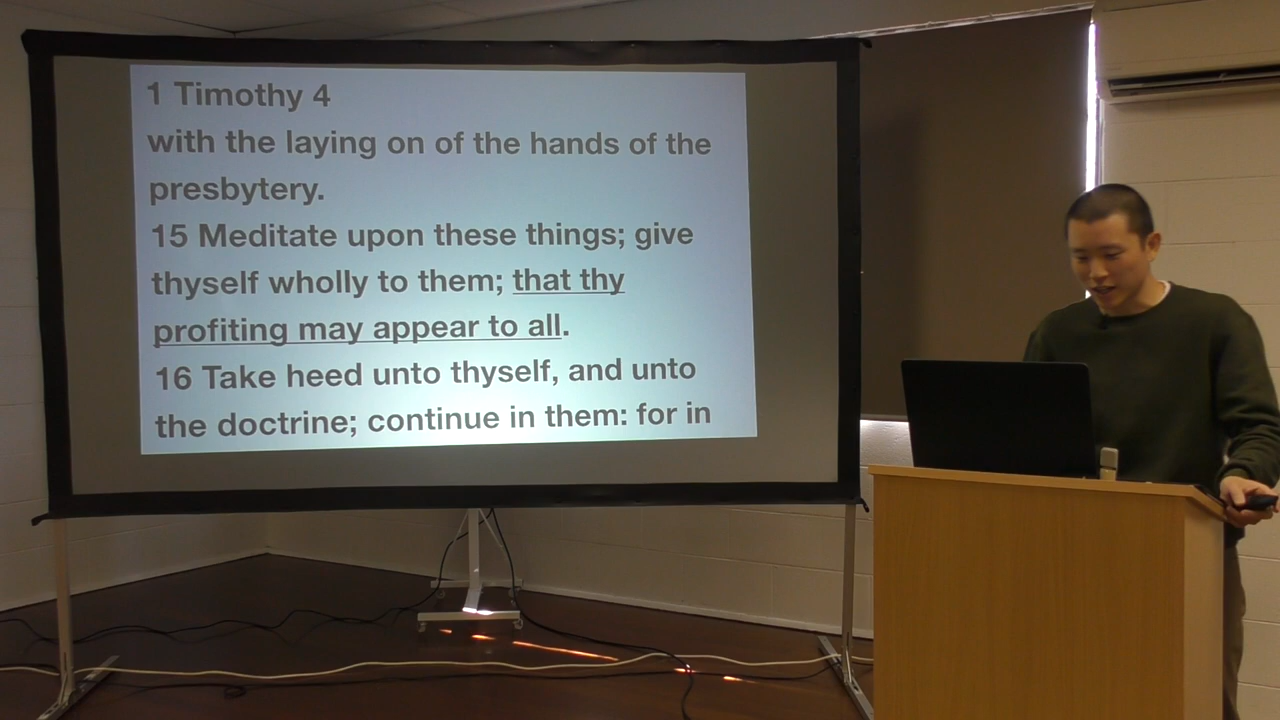 1 Timothy 4
with the laying on of the hands of the
presbytery.
15 Meditate upon these things; give
thyself wholly to them; that thy
profiting may appear to all.
16 Take heed unto thyself, and unto
the doctrine; continue in them: for in